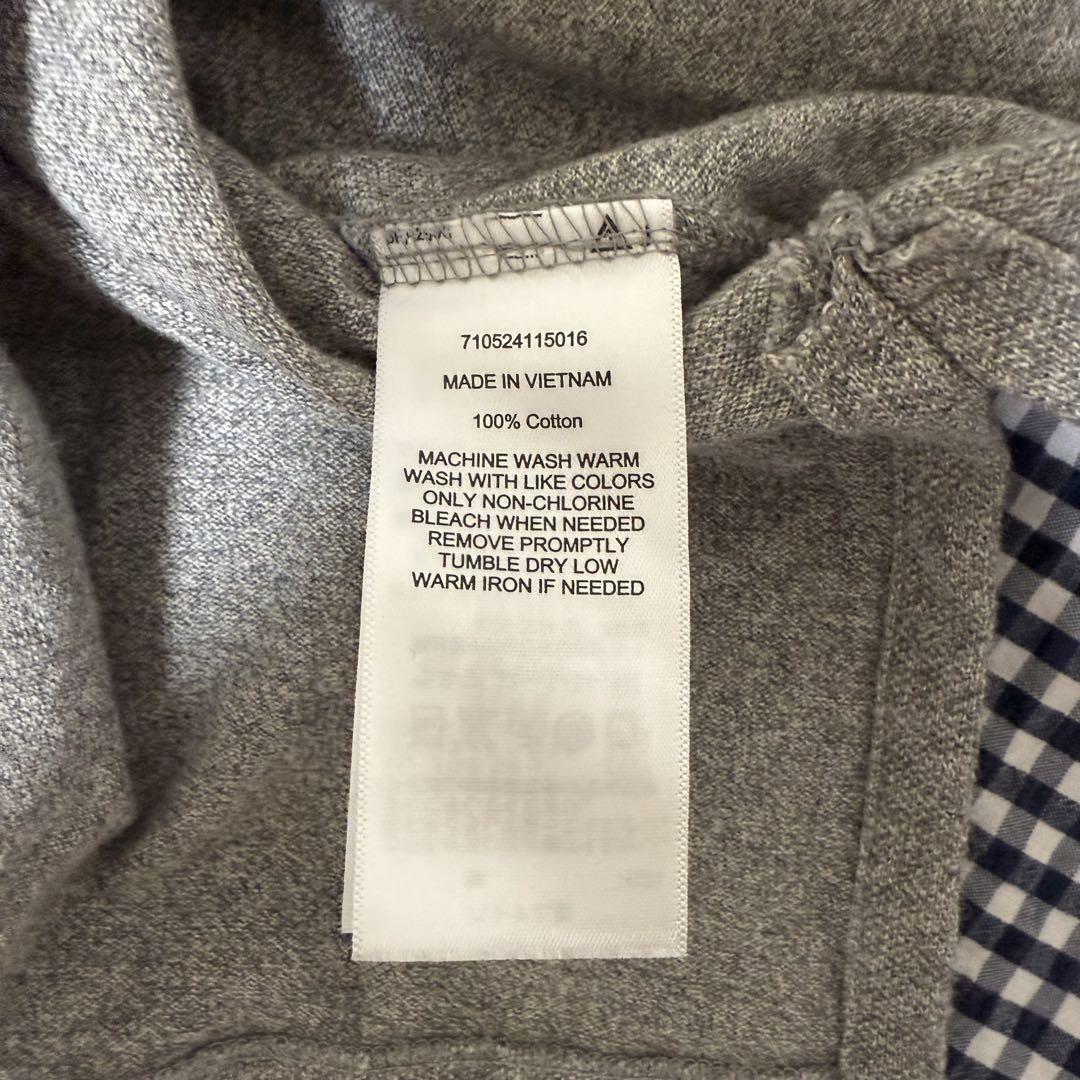 710524115016
MADE IN VIETNAM
100% Cotton
MACHINE WASH WARM
WASH WITH LIKE COLORS
ONLY NON-CHLORINE
BLEACH WHEN NEEDED
REMOVE PROMPTLY
TUMBLE DRY LOW
WARM IRON IF NEEDED